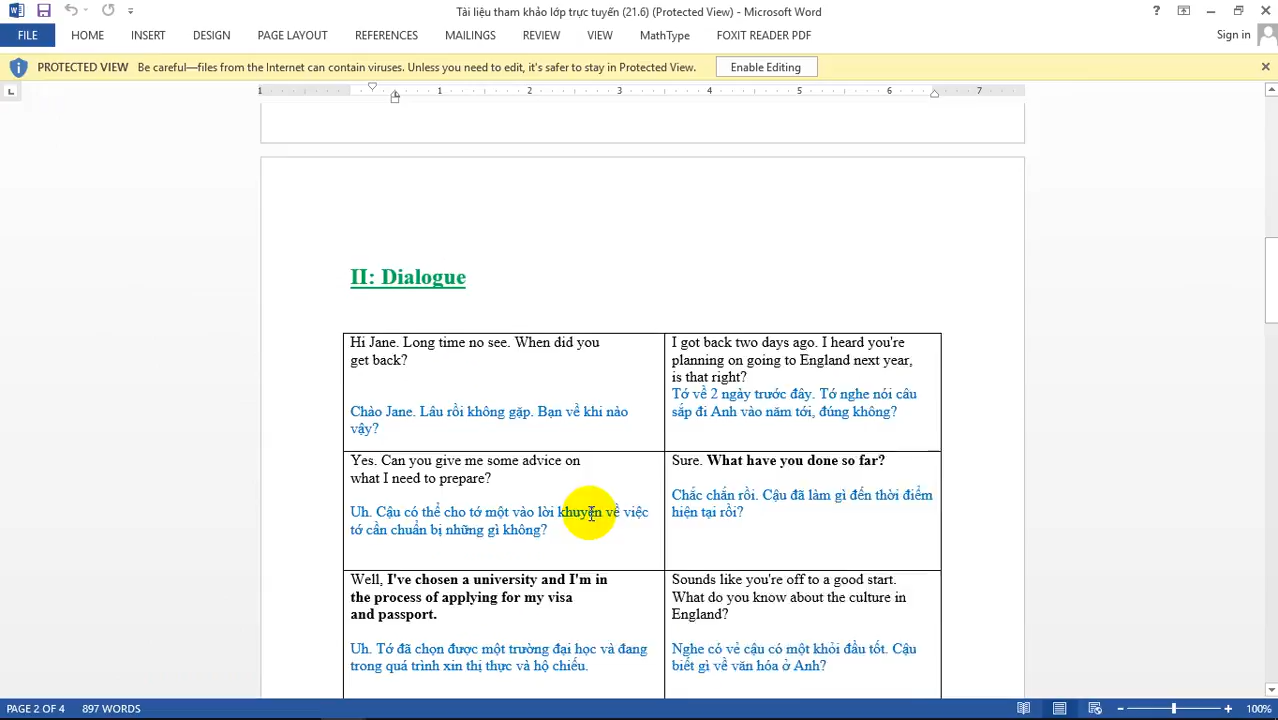 Tài liệu tham khảo lớp trực tuyến (21.6) (Protected View) - Microsoft Word
FILE HOME INSERT DESIGN PAGE LAYOUT REFERENCES MAILINGS REVIEW VIEW MathType FOXIT READER PDF Sign in
PROTECTED VIEW Be careful—files from the Internet can contain viruses. Unless you need to edit, it's safer to stay in Protected View. Enable Editing
1 1 2 3 4 5 6 7
II: Dialogue
Hi Jane. Long time no see. When did you
get back?
Chào Jane. Lâu rồi không gặp. Bạn về khi nào
vậy?
I got back two days ago. I heard you're
planning on going to England next year,
is that right?
Tớ về 2 ngày trước đây. Tớ nghe nói câu
sắp đi Anh vào năm tới, đúng không?
Yes. Can you give me some advice on
what I need to prepare?
Uh. Cậu có thể cho tớ một vào lời khuyên về việc
tớ cần chuẩn bị những gì không?
Sure. What have you done so far?
Chắc chắn rồi. Cậu đã làm gì đến thời điểm
hiện tại rồi?
Well, I've chosen a university and I'm in
the process of applying for my visa
and passport.
Uh. Tớ đã chọn được một trường đại học và đang
trong quá trình xin thị thực và hộ chiếu.
Sounds like you're off to a good start.
What do you know about the culture in
England?
Nghe có vẻ cậu có một khỏi đầu tốt. Cậu
biết gì về văn hóa ở Anh?
PAGE 2 OF 4 897 WORDS 100%